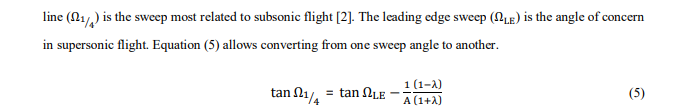 line (Ω₁/₄) is the sweep most related to subsonic flight [2]. The leading edge sweep (Ω_LE) is the angle of concern
in supersonic flight. Equation (5) allows converting from one sweep angle to another.
tan Ω₁/₄ = tan Ω_LE − 1/A (1−λ)/(1+λ) (5)